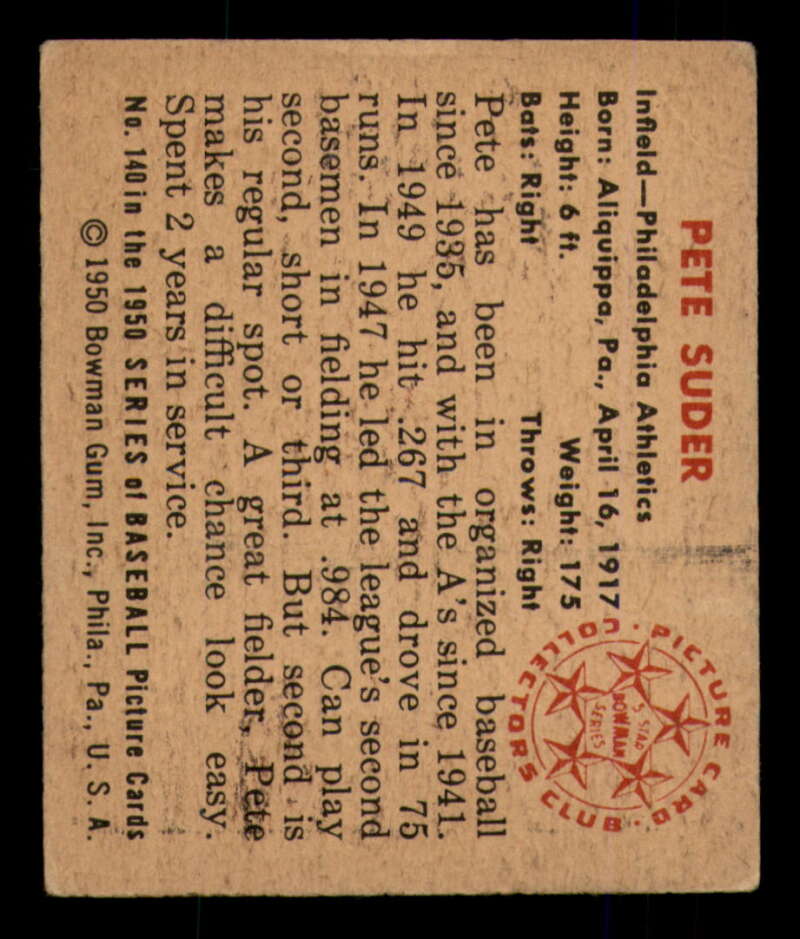 PETE SUDER
Infield—Philadelphia Athletics
Born: Aliquippa, Pa., April 16, 1917
Height: 6 ft. Weight: 175
Bats: Right Throws: Right
PICTURE CARD COLLECTORS CLUB
5 STAR
BOWMAN
SERIES
Pete has been in organized baseball
since 1935, and with the A's since 1941.
In 1949 he hit .267 and drove in 75
runs. In 1947 he led the league's second
basemen in fielding at .984. Can play
second, short or third. But second is
his regular spot. A great fielder, Pete
makes a difficult chance look easy.
Spent 2 years in service.
No. 140 in the 1950 SERIES of BASEBALL Picture Cards
© 1950 Bowman Gum, Inc., Phila., Pa., U. S. A.